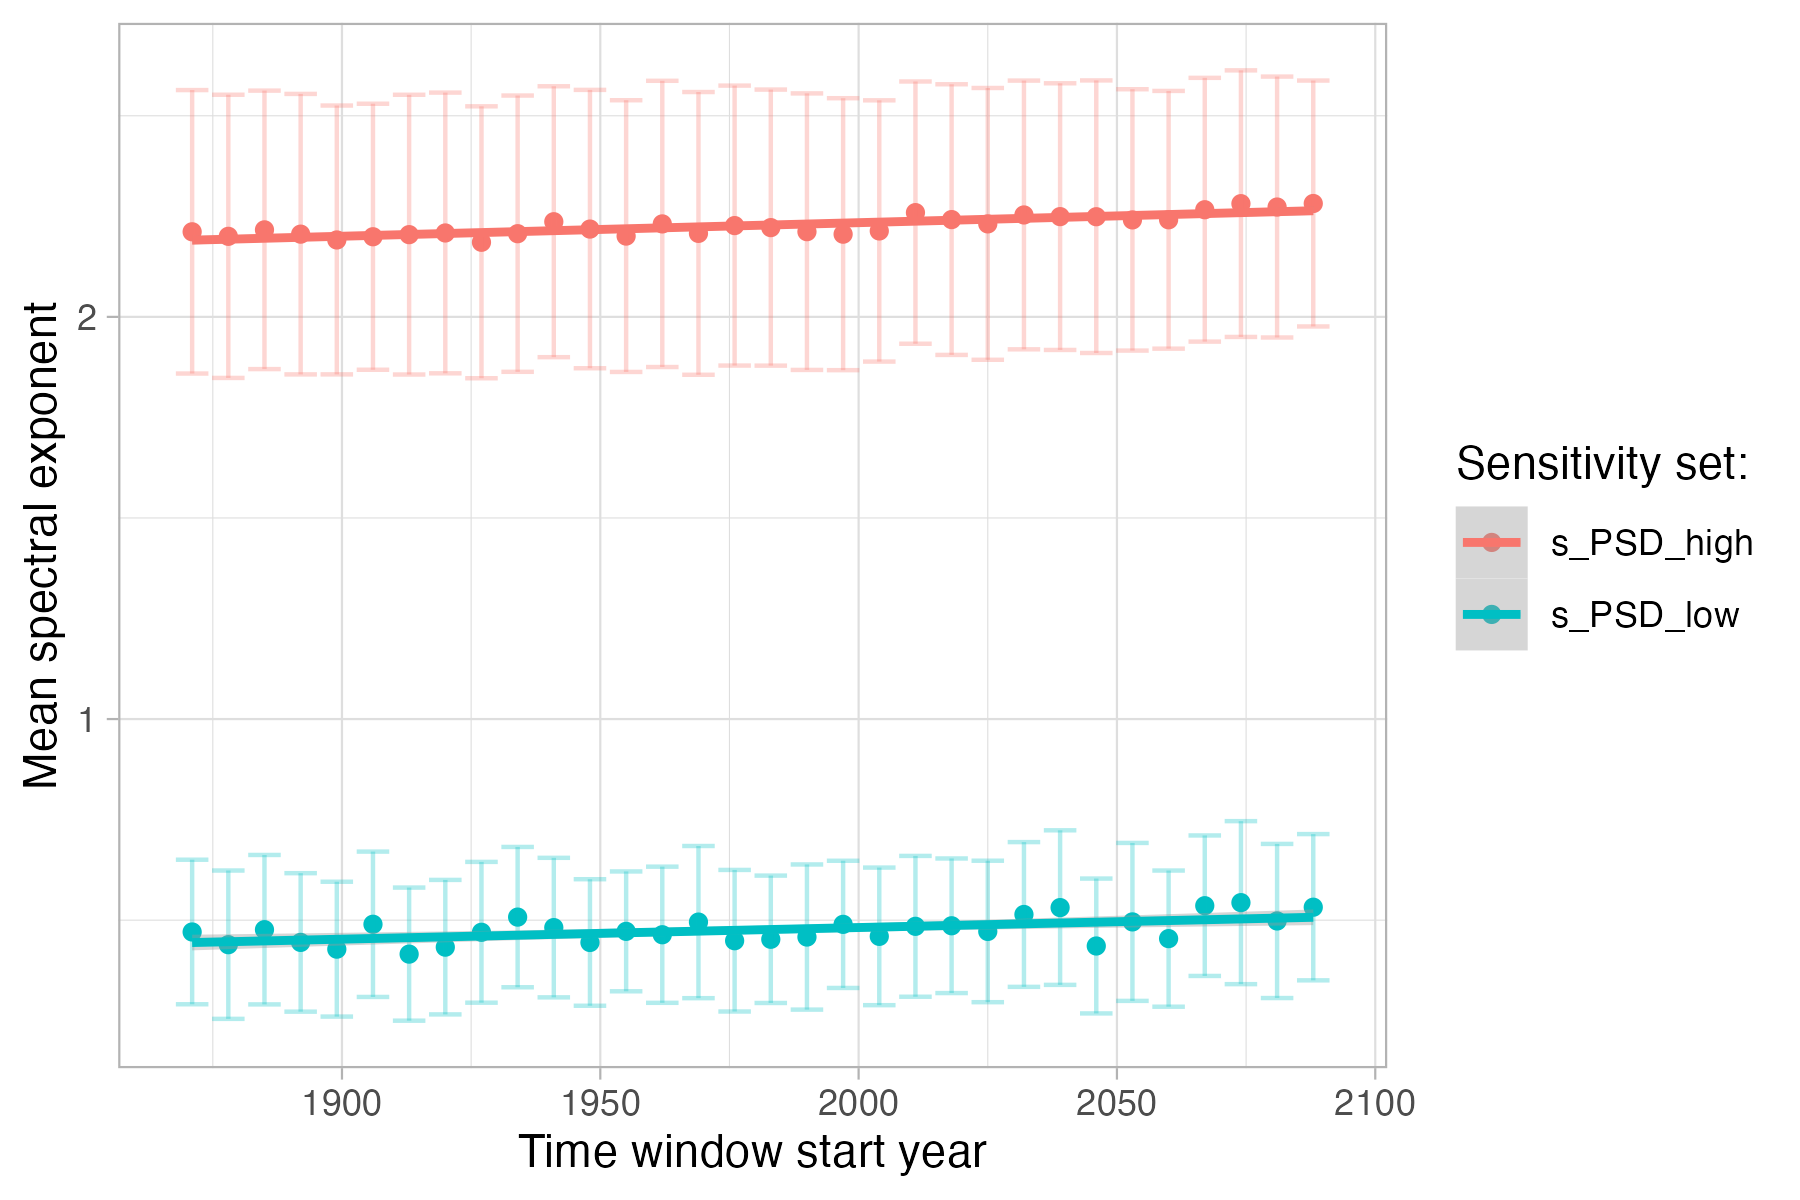 Mean spectral exponent
2
1
1900 1950 2000 2050 2100
Time window start year
Sensitivity set:
s_PSD_high
s_PSD_low